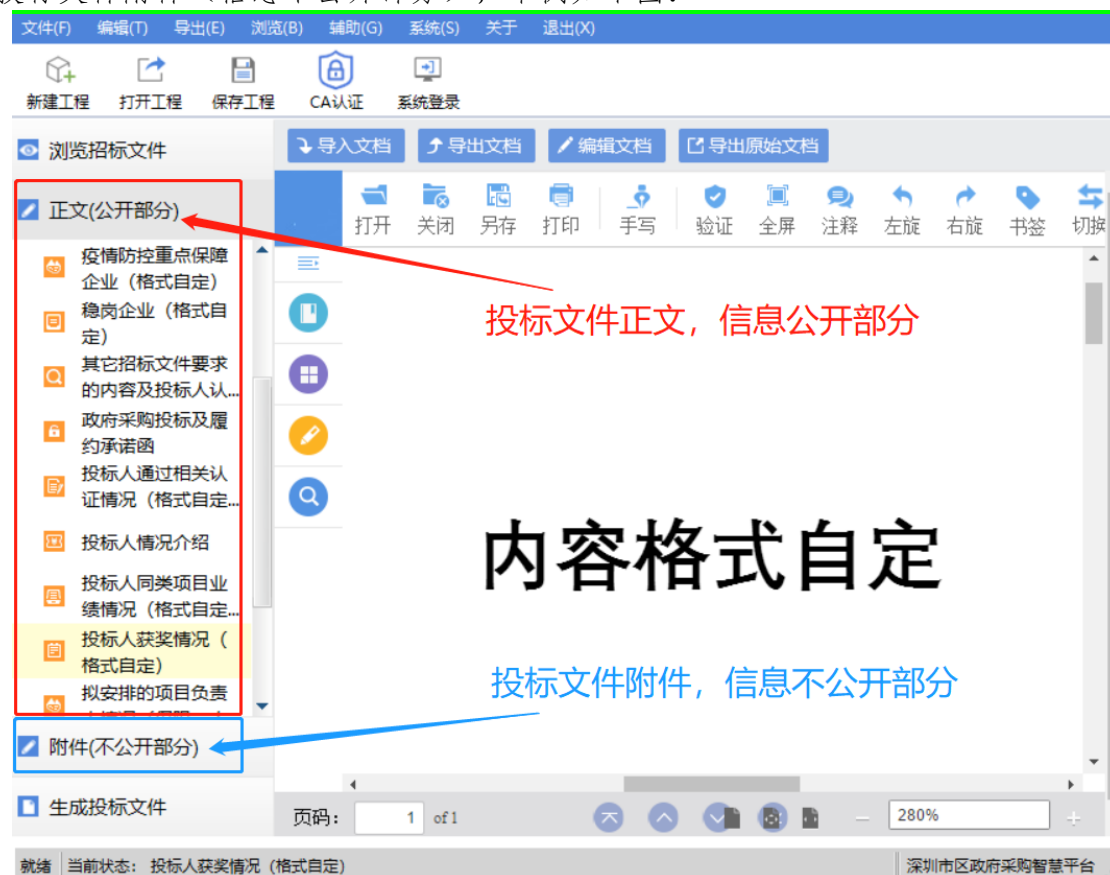 文件(F) 编辑(T) 导出(E) 浏览(B) 辅助(G) 系统(S) 关于 退出(X)
新建工程 打开工程 保存工程 CA认证 系统登录
浏览招标文件
导入文档 导出文档 编辑文档 导出原始文档
正文(公开部分)
打开 关闭 另存 打印 手写 验证 全屏 注释 左旋 右旋 书签 切换
疫情防控重点保障
企业（格式自定）
稳岗企业（格式自
定）
其它招标文件要求
的内容及投标人认...
政府采购投标及履
约承诺函
投标人通过相关认
证情况（格式自定...
投标人情况介绍
投标人同类项目业
绩情况（格式自定...
投标人获奖情况（
格式自定）
拟安排的项目负责
投标文件正文，信息公开部分
内容格式自定
投标文件附件，信息不公开部分
附件(不公开部分)
生成投标文件
页码： 1 of 1 280%
就绪 当前状态：投标人获奖情况（格式自定） 深圳市区政府采购智慧平台